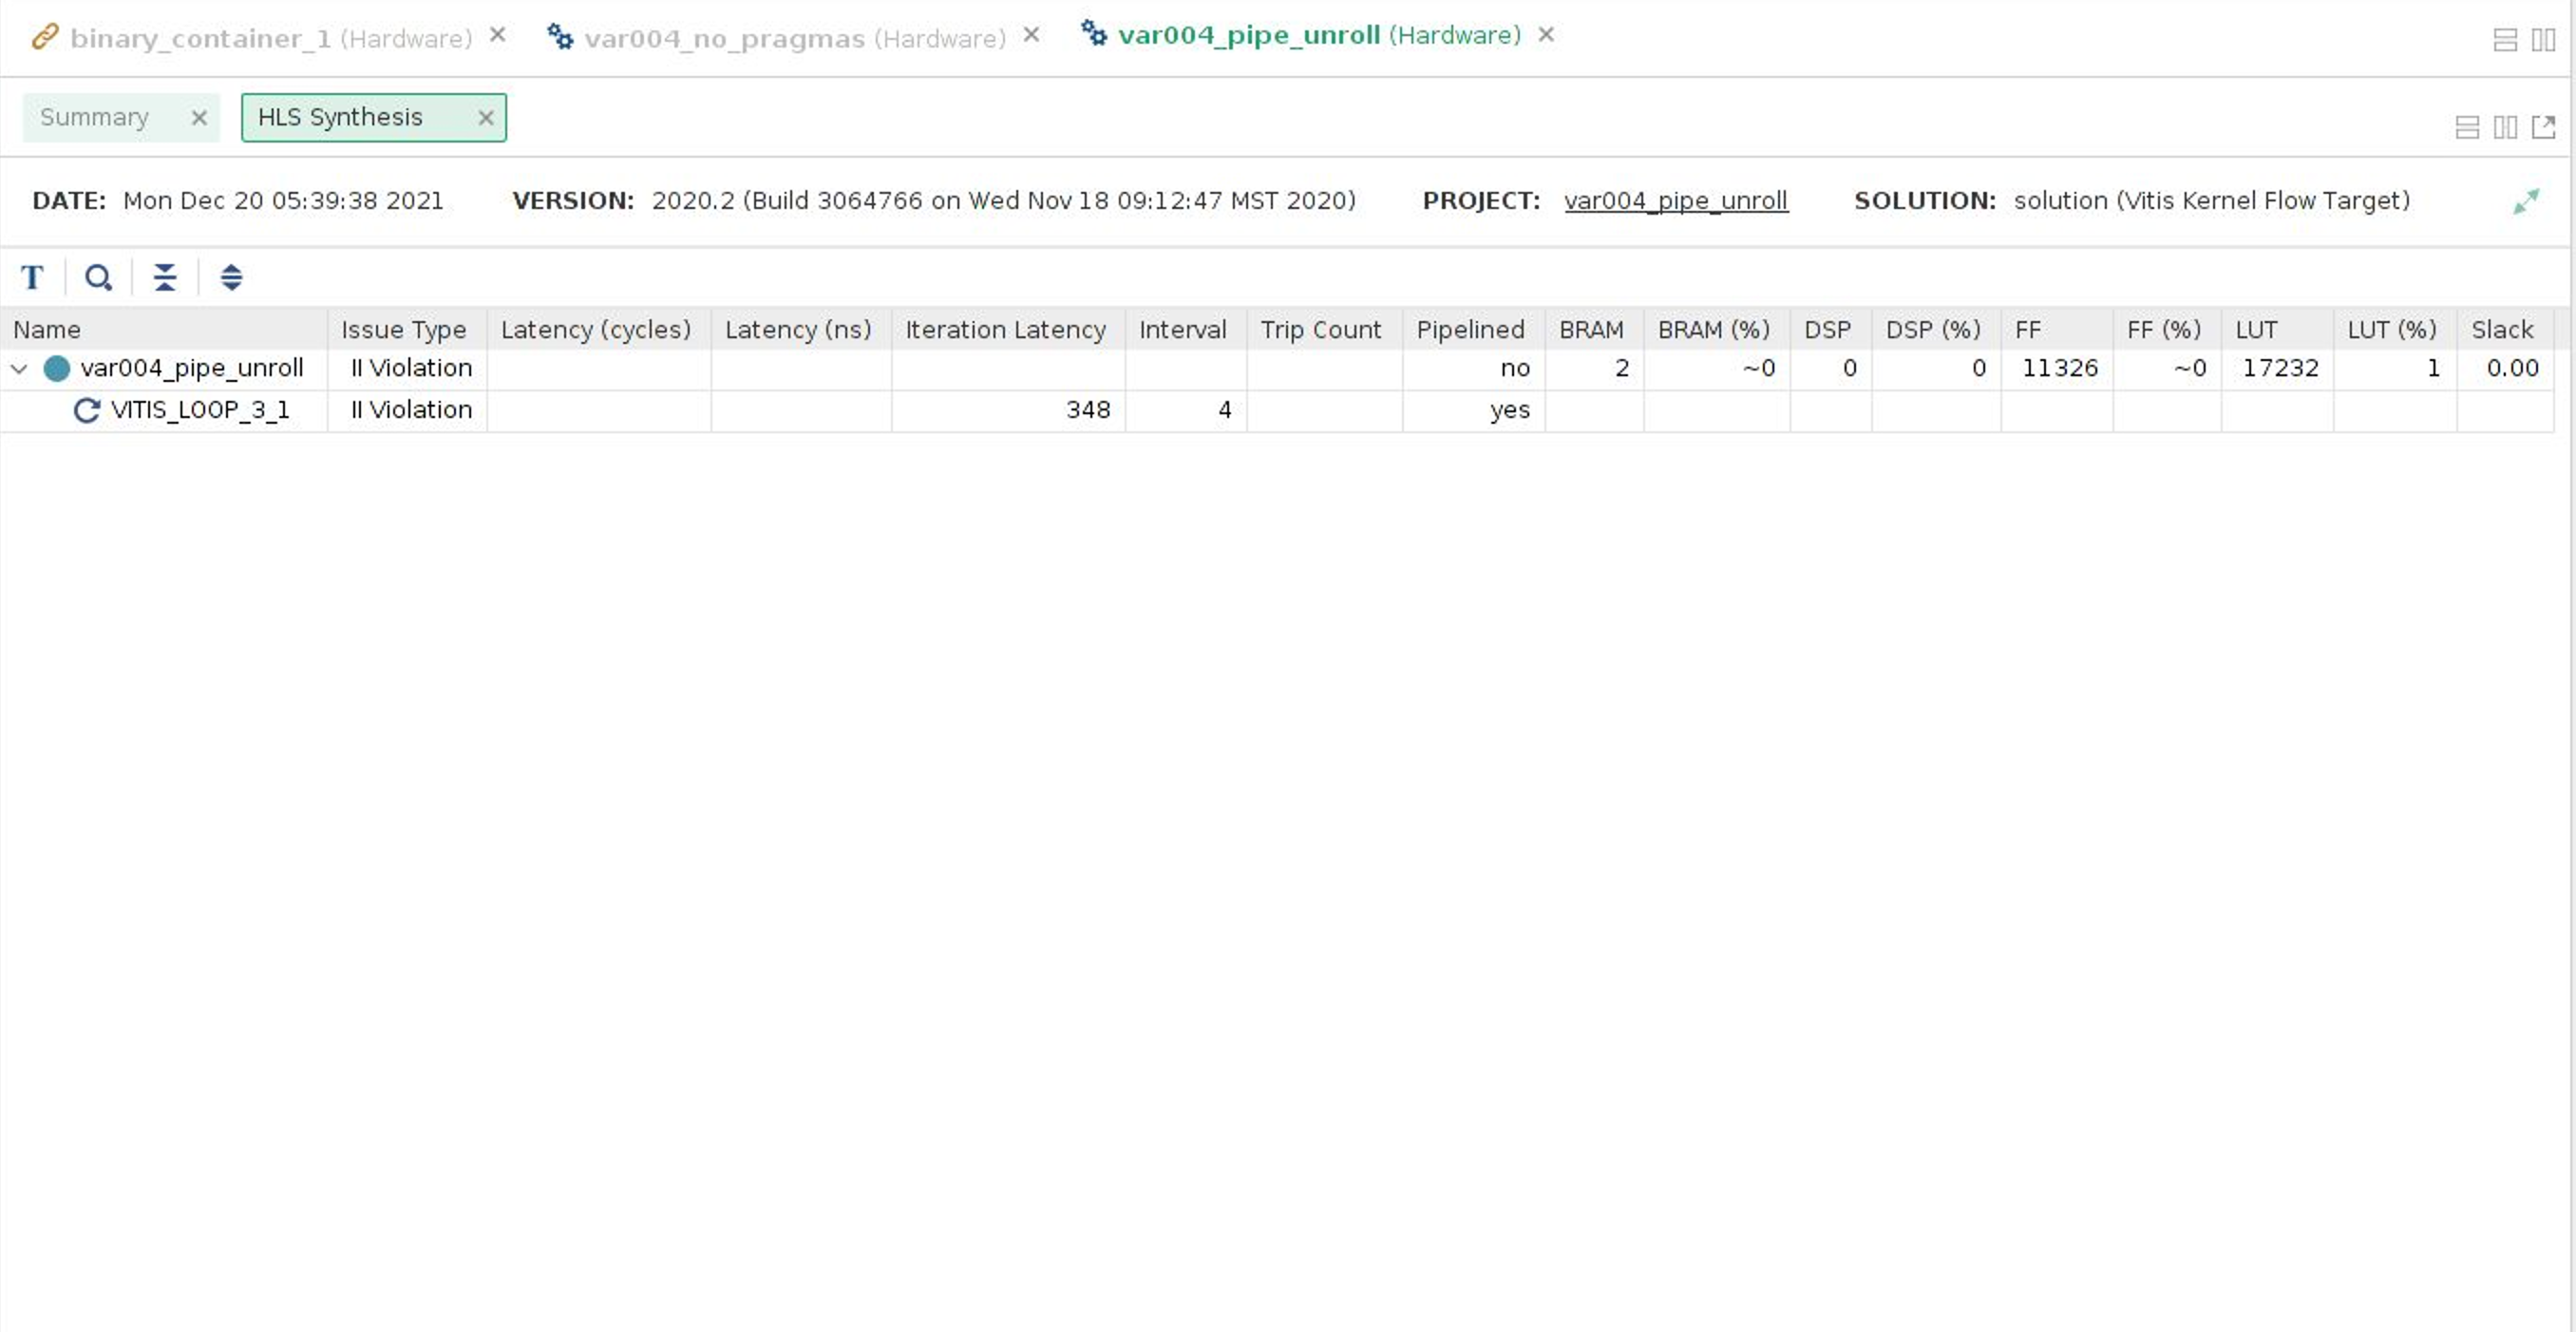 binary_container_1 (Hardware) var004_no_pragmas (Hardware) var004_pipe_unroll (Hardware)
Summary HLS Synthesis
DATE: Mon Dec 20 05:39:38 2021 VERSION: 2020.2 (Build 3064766 on Wed Nov 18 09:12:47 MST 2020) PROJECT: var004_pipe_unroll SOLUTION: solution (Vitis Kernel Flow Target)
T
Name Issue Type Latency (cycles) Latency (ns) Iteration Latency Interval Trip Count Pipelined BRAM BRAM (%) DSP DSP (%) FF FF (%) LUT LUT (%) Slack
var004_pipe_unroll II Violation no 2 ~0 0 0 11326 ~0 17232 1 0.00
VITIS_LOOP_3_1 II Violation 348 4 yes